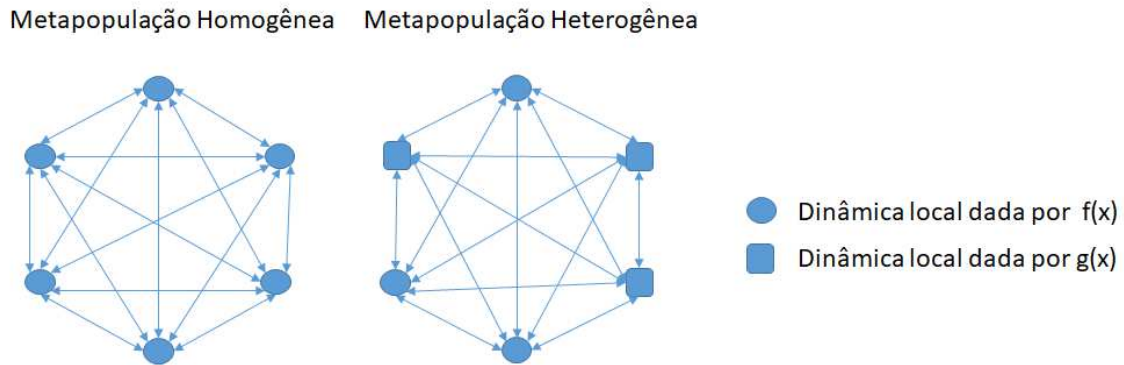 Metapopulação Homogênea
Metapopulação Heterogênea
Dinâmica local dada por f(x)
Dinâmica local dada por g(x)